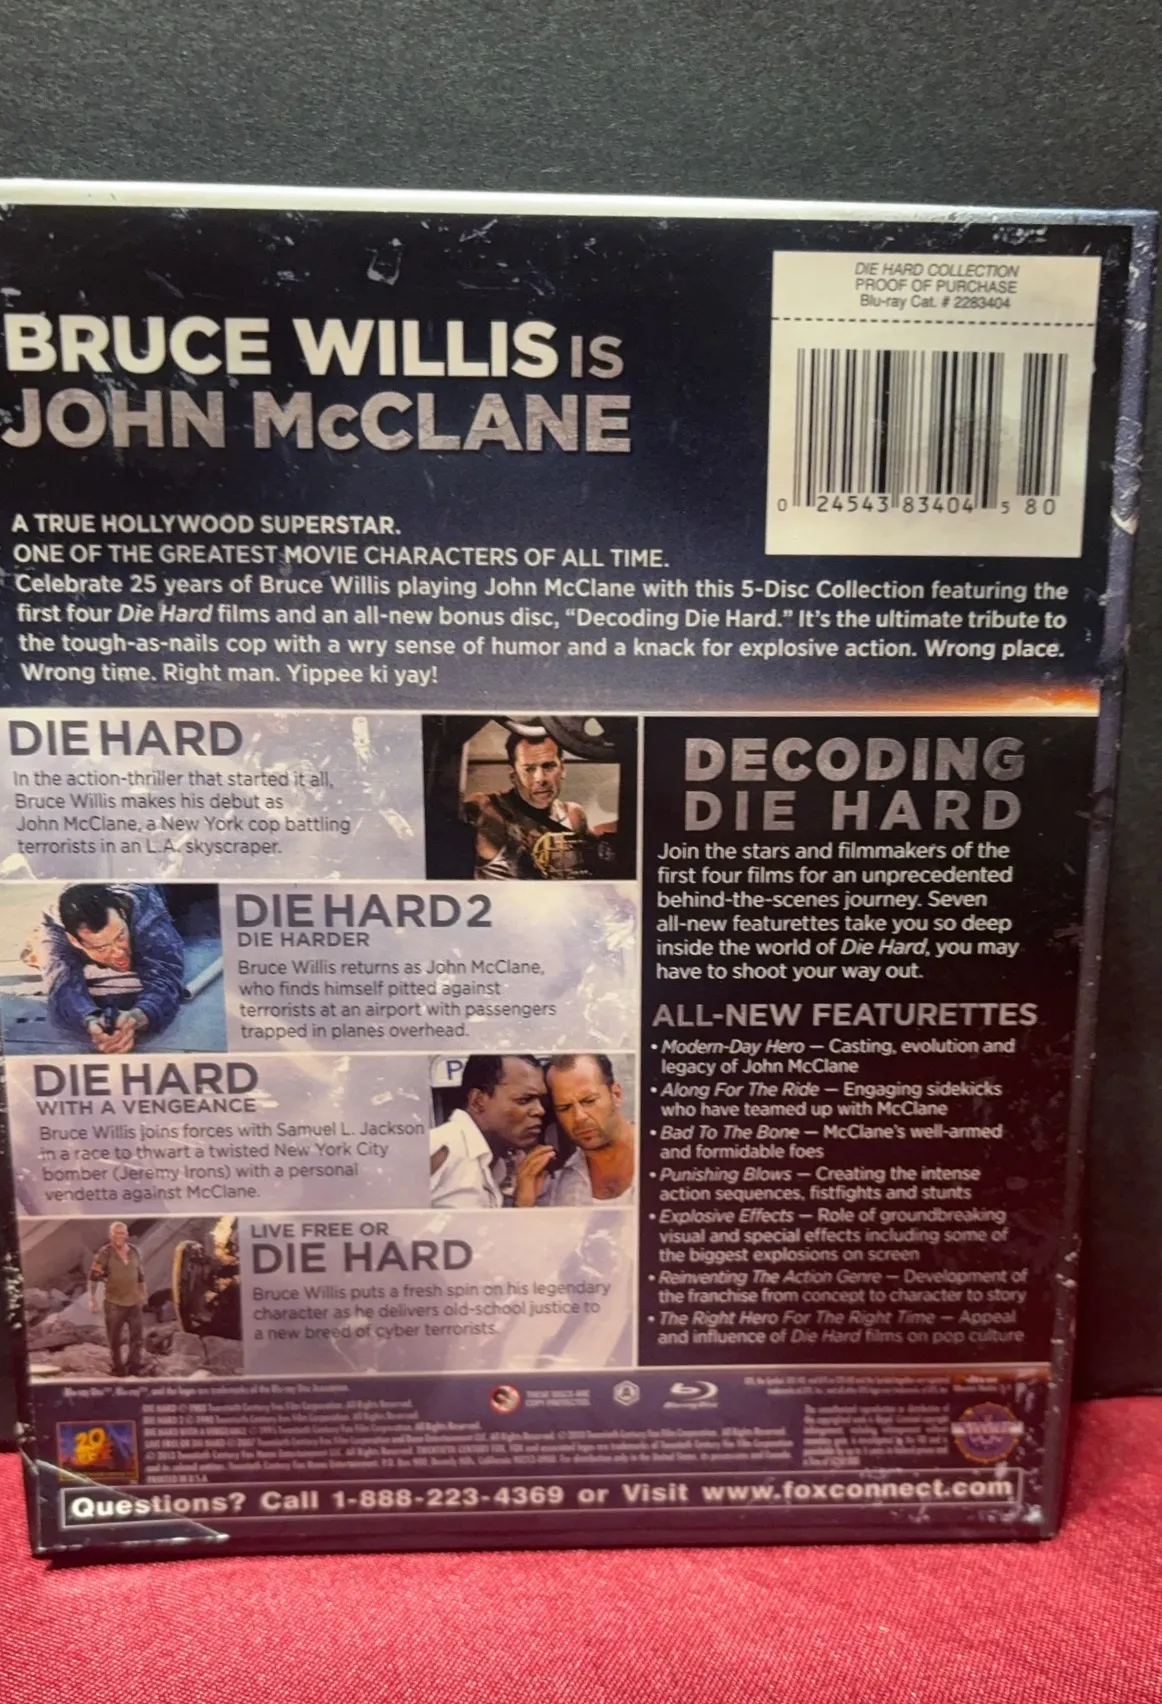 DIE HARD COLLECTION
PROOF OF PURCHASE
Blu-ray Cat. # 2283404
0 24543 83404 5 80
BRUCE WILLIS IS
JOHN McCLANE
A TRUE HOLLYWOOD SUPERSTAR.
ONE OF THE GREATEST MOVIE CHARACTERS OF ALL TIME.
Celebrate 25 years of Bruce Willis playing John McClane with this 5-Disc Collection featuring the
first four Die Hard films and an all-new bonus disc, “Decoding Die Hard.” It’s the ultimate tribute to
the tough-as-nails cop with a wry sense of humor and a knack for explosive action. Wrong place.
Wrong time. Right man. Yippee ki yay!
DIE HARD
In the action-thriller that started it all,
Bruce Willis makes his debut as
John McClane, a New York cop battling
terrorists in an L.A. skyscraper.
DIE HARD 2
DIE HARDER
Bruce Willis returns as John McClane,
who finds himself pitted against
terrorists at an airport with passengers
trapped in planes overhead.
DIE HARD
WITH A VENGEANCE
Bruce Willis joins forces with Samuel L. Jackson
in a race to thwart a twisted New York City
bomber (Jeremy Irons) with a personal
vendetta against McClane.
P
LIVE FREE OR
DIE HARD
Bruce Willis puts a fresh spin on his legendary
character as he delivers old-school justice to
a new breed of cyber terrorists.
DECODING
DIE HARD
Join the stars and filmmakers of the
first four films for an unprecedented
behind-the-scenes journey. Seven
all-new featurettes take you so deep
inside the world of Die Hard, you may
have to shoot your way out.
ALL-NEW FEATURETTES
• Modern-Day Hero — Casting, evolution and
legacy of John McClane
• Along For The Ride — Engaging sidekicks
who have teamed up with McClane
• Bad To The Bone — McClane’s well-armed
and formidable foes
• Punishing Blows — Creating the intense
action sequences, fistfights and stunts
• Explosive Effects — Role of groundbreaking
visual and special effects including some of
the biggest explosions on screen
• Reinventing The Action Genre — Development of
the franchise from concept to character to story
• The Right Hero For The Right Time — Appeal
and influence of Die Hard films on pop culture
THESE DISCS ARE
COPY PROTECTED
A
Blu-ray Disc
20
PRINTED IN U.S.A.
Questions? Call 1-888-223-4369 or Visit www.foxconnect.com